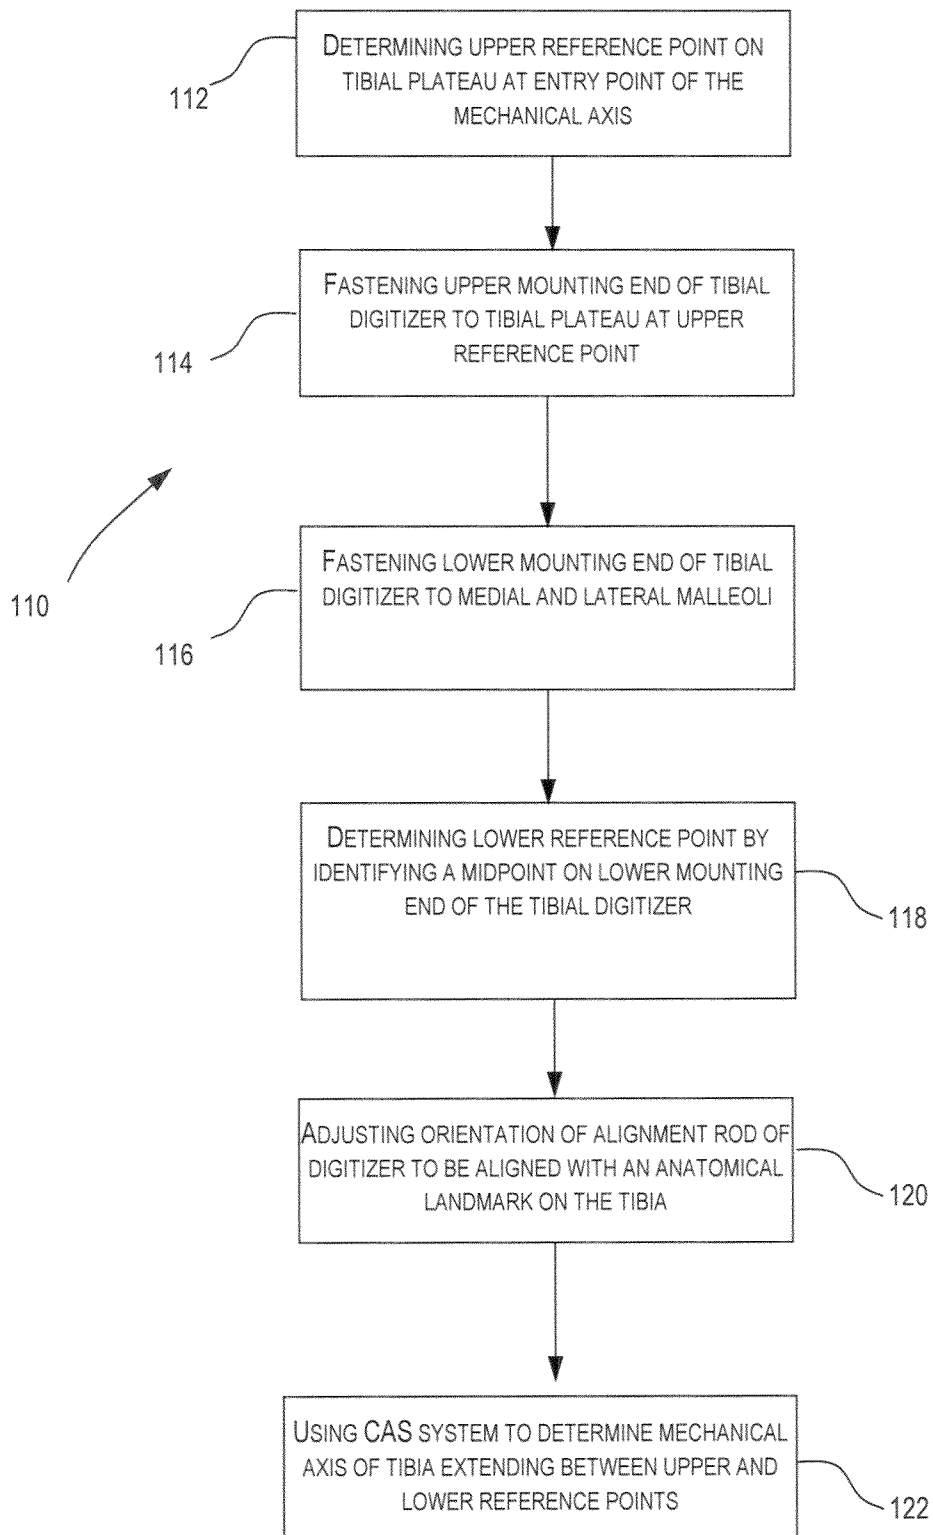 DETERMINING UPPER REFERENCE POINT ON
TIBIAL PLATEAU AT ENTRY POINT OF THE
MECHANICAL AXIS
112
FASTENING UPPER MOUNTING END OF TIBIAL
DIGITIZER TO TIBIAL PLATEAU AT UPPER
REFERENCE POINT
114
110
FASTENING LOWER MOUNTING END OF TIBIAL
DIGITIZER TO MEDIAL AND LATERAL MALLEOLI
116
DETERMINING LOWER REFERENCE POINT BY
IDENTIFYING A MIDPOINT ON LOWER MOUNTING
END OF THE TIBIAL DIGITIZER
118
ADJUSTING ORIENTATION OF ALIGNMENT ROD OF
DIGITIZER TO BE ALIGNED WITH AN ANATOMICAL
LANDMARK ON THE TIBIA
120
USING CAS SYSTEM TO DETERMINE MECHANICAL
AXIS OF TIBIA EXTENDING BETWEEN UPPER AND
LOWER REFERENCE POINTS
122